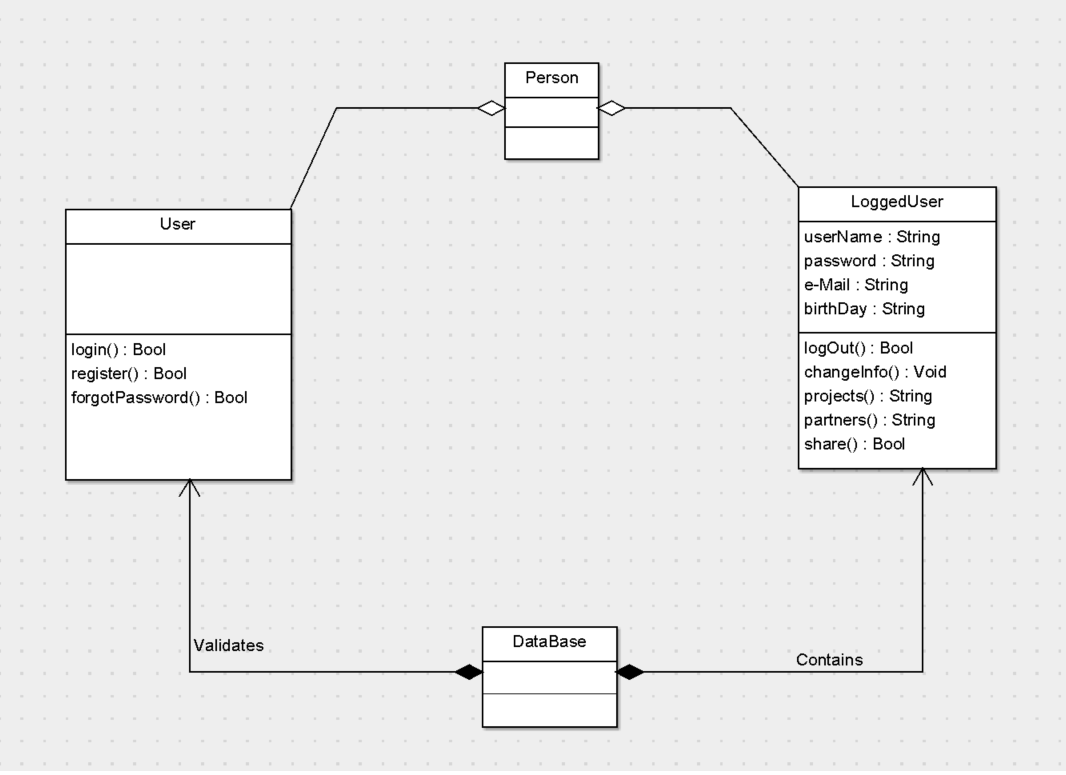 Person
User
login() : Bool
register() : Bool
forgotPassword() : Bool
LoggedUser
userName : String
password : String
e-Mail : String
birthDay : String
logOut() : Bool
changeInfo() : Void
projects() : String
partners() : String
share() : Bool
Validates
DataBase
Contains